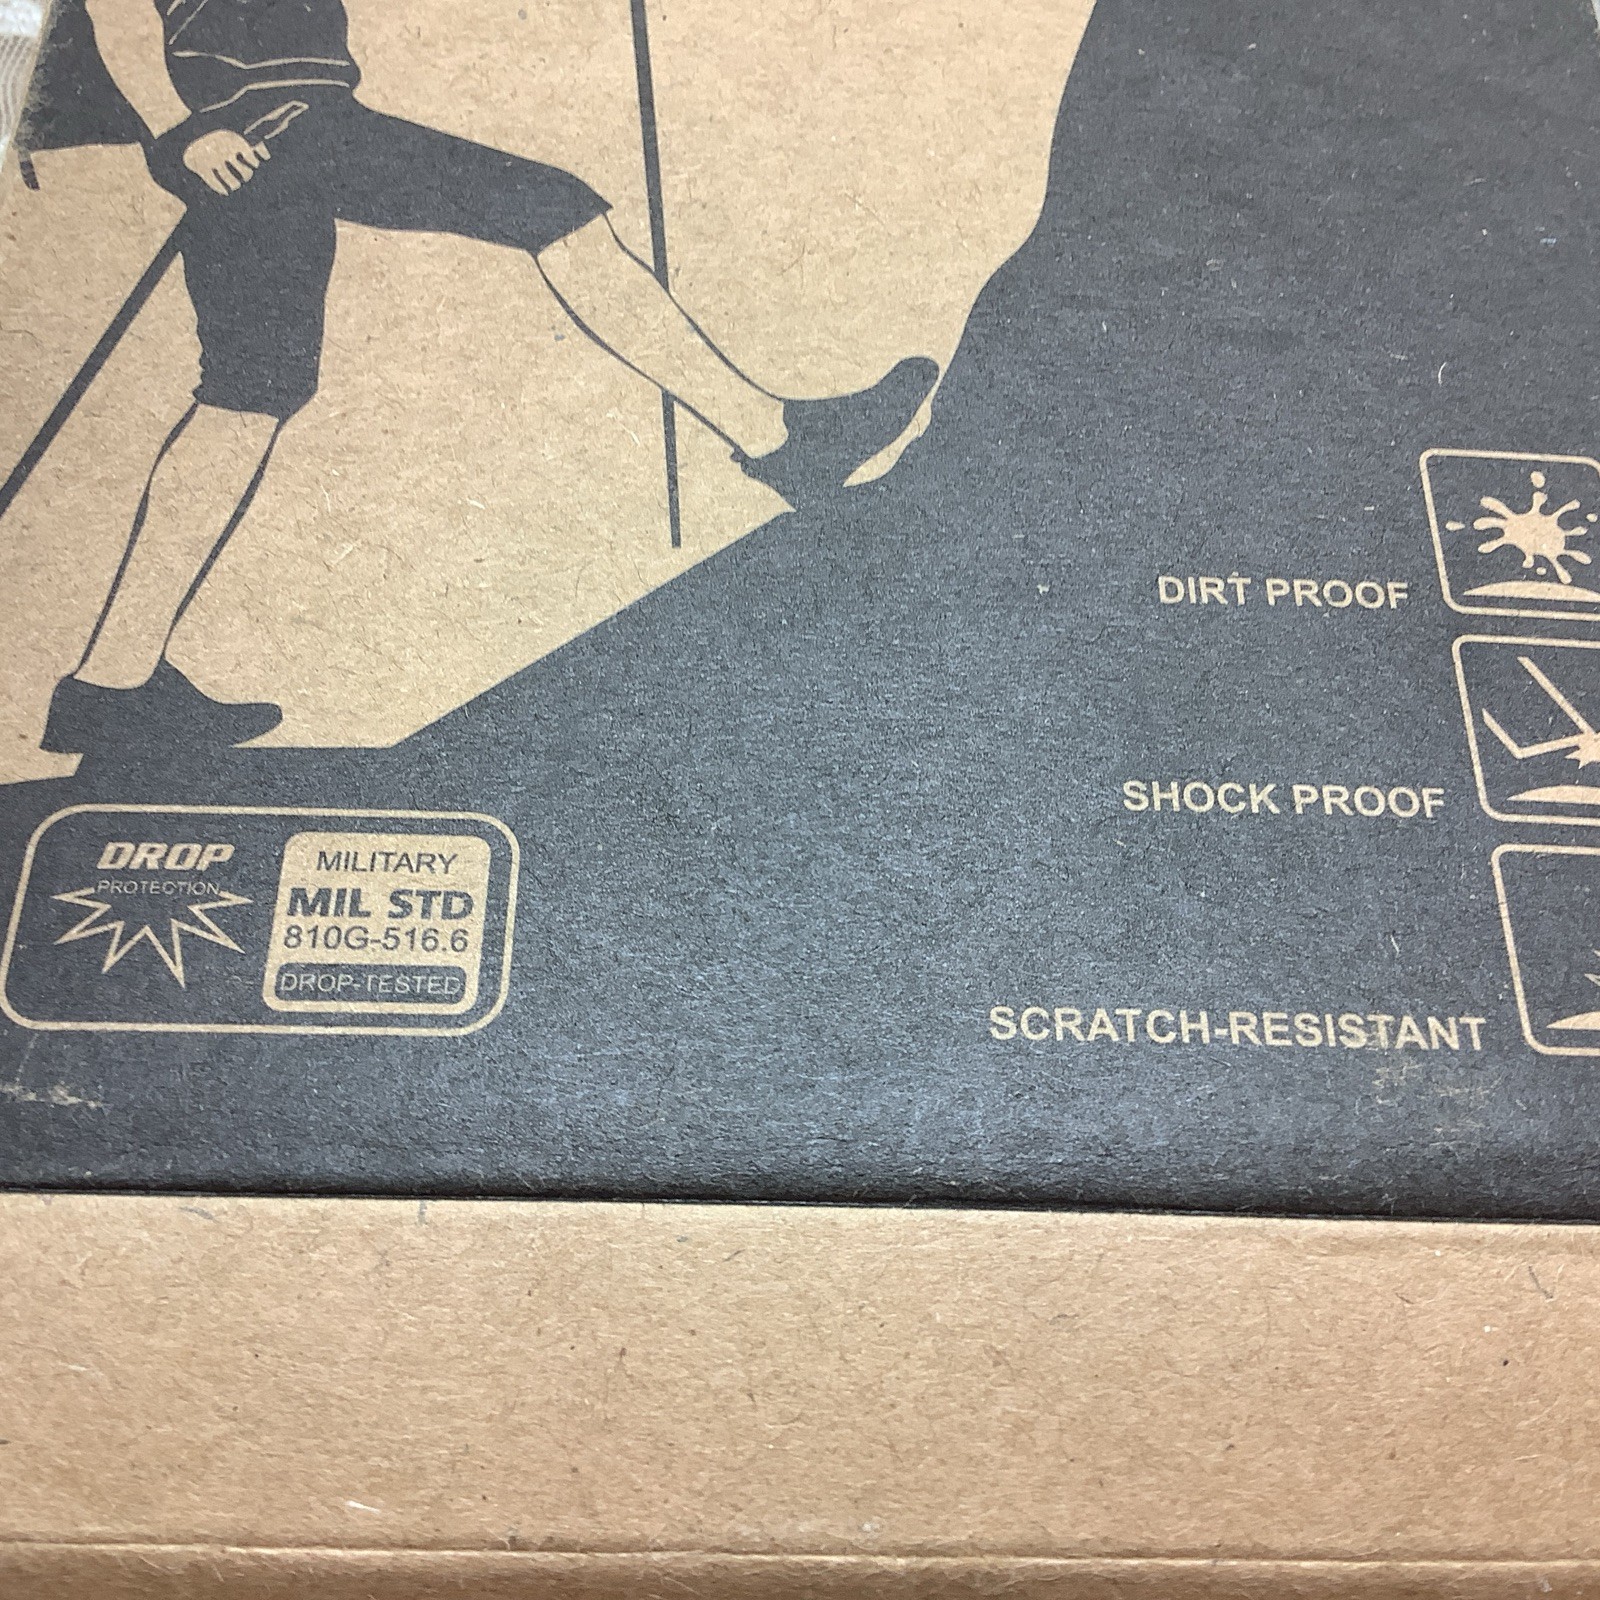 DIRT PROOF
SHOCK PROOF
DROP
PROTECTION
MILITARY
MIL STD
810G-516.6
DROP-TESTED
SCRATCH-RESISTANT